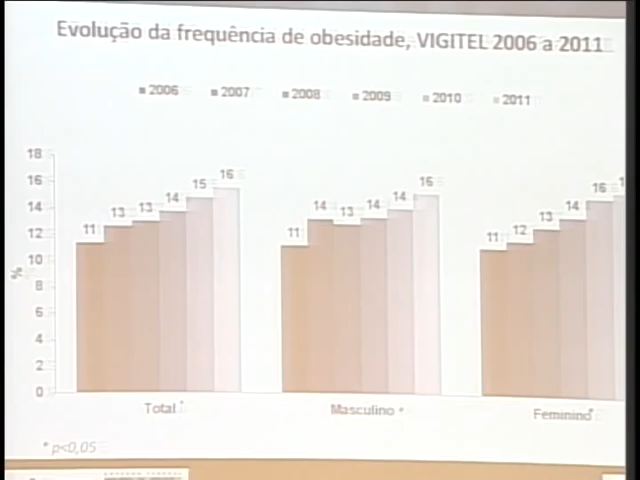 Evolução da frequência de obesidade, VIGITEL 2006 a 2011
2006 2007 2008 2009 2010 2011
18
16
14
12
10
8
6
4
2
0
%
11 13 13 14 15 16
11 14 13 14 14 16
11 12 13 14 16
Total * Masculino * Feminino*
* p<0,05